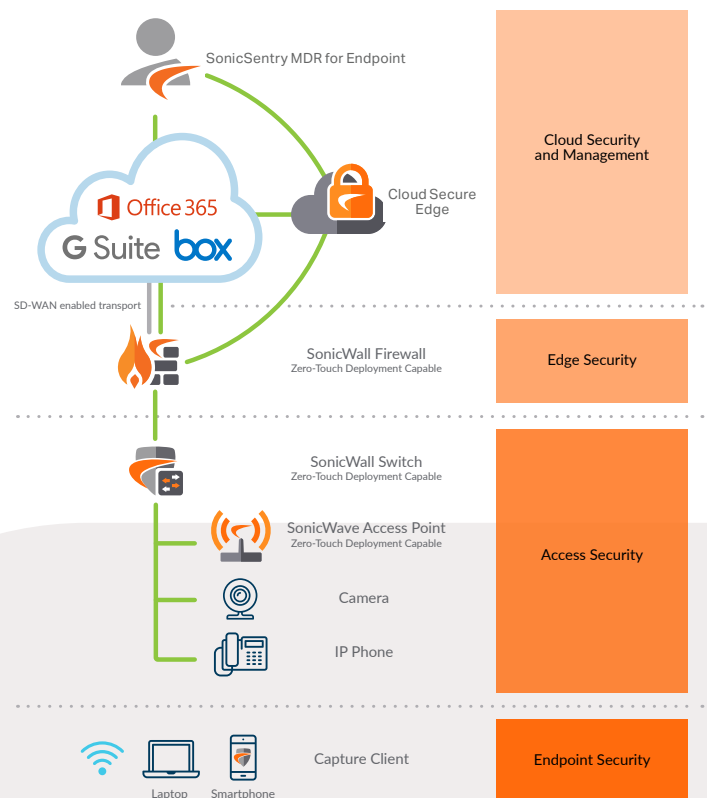 SonicSentry MDR for Endpoint
Cloud Security
and Management
Office 365
G Suite box
Cloud Secure
Edge
SD-WAN enabled transport
SonicWall Firewall
Zero-Touch Deployment Capable
Edge Security
SonicWall Switch
Zero-Touch Deployment Capable
SonicWave Access Point
Zero-Touch Deployment Capable
Access Security
Camera
IP Phone
Capture Client
Endpoint Security
Laptop
Smartphone